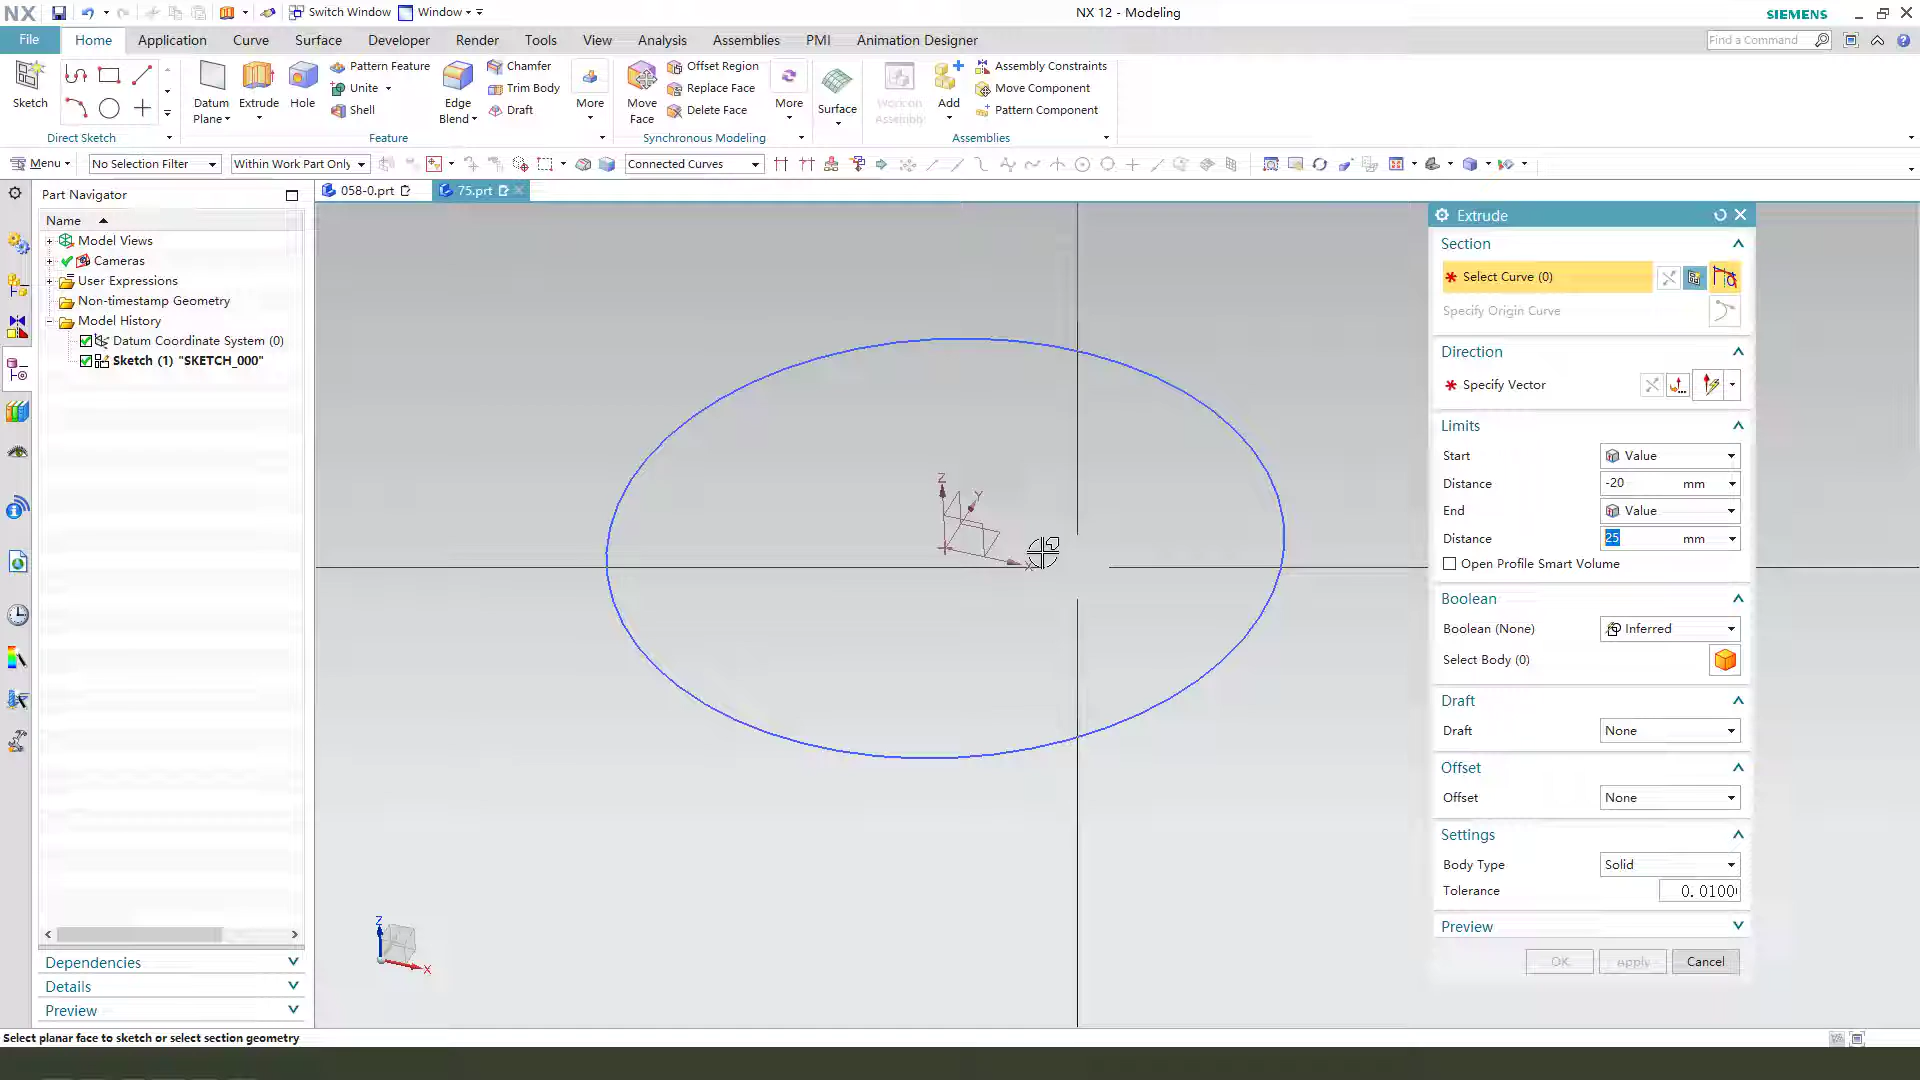 NX
Switch Window
Window
NX 12 - Modeling
SIEMENS
File
Home
Application
Curve
Surface
Developer
Render
Tools
View
Analysis
Assemblies
PMI
Animation Designer
Find a Command
Sketch
Direct Sketch
Datum Plane
Extrude
Hole
Pattern Feature
Unite
Shell
Edge Blend
Chamfer
Trim Body
Draft
More
Feature
Move Face
Offset Region
Replace Face
Delete Face
More
Synchronous Modeling
Surface
Work on Assembly
Add
Assembly Constraints
Move Component
Pattern Component
Assemblies
Menu
No Selection Filter
Within Work Part Only
Connected Curves
Part Navigator
058-0.prt
75.prt
Name
Model Views
Cameras
User Expressions
Non-timestamp Geometry
Model History
Datum Coordinate System (0)
Sketch (1) "SKETCH_000"
Dependencies
Details
Preview
Z
Y
X
Z
X
Extrude
Section
Select Curve (0)
Specify Origin Curve
Direction
Specify Vector
Limits
Start
Value
Distance
-20 mm
End
Value
Distance
25 mm
Open Profile Smart Volume
Boolean
Boolean (None)
Inferred
Select Body (0)
Draft
Draft
None
Offset
Offset
None
Settings
Body Type
Solid
Tolerance
0.0100
Preview
OK
Apply
Cancel
Select planar face to sketch or select section geometry